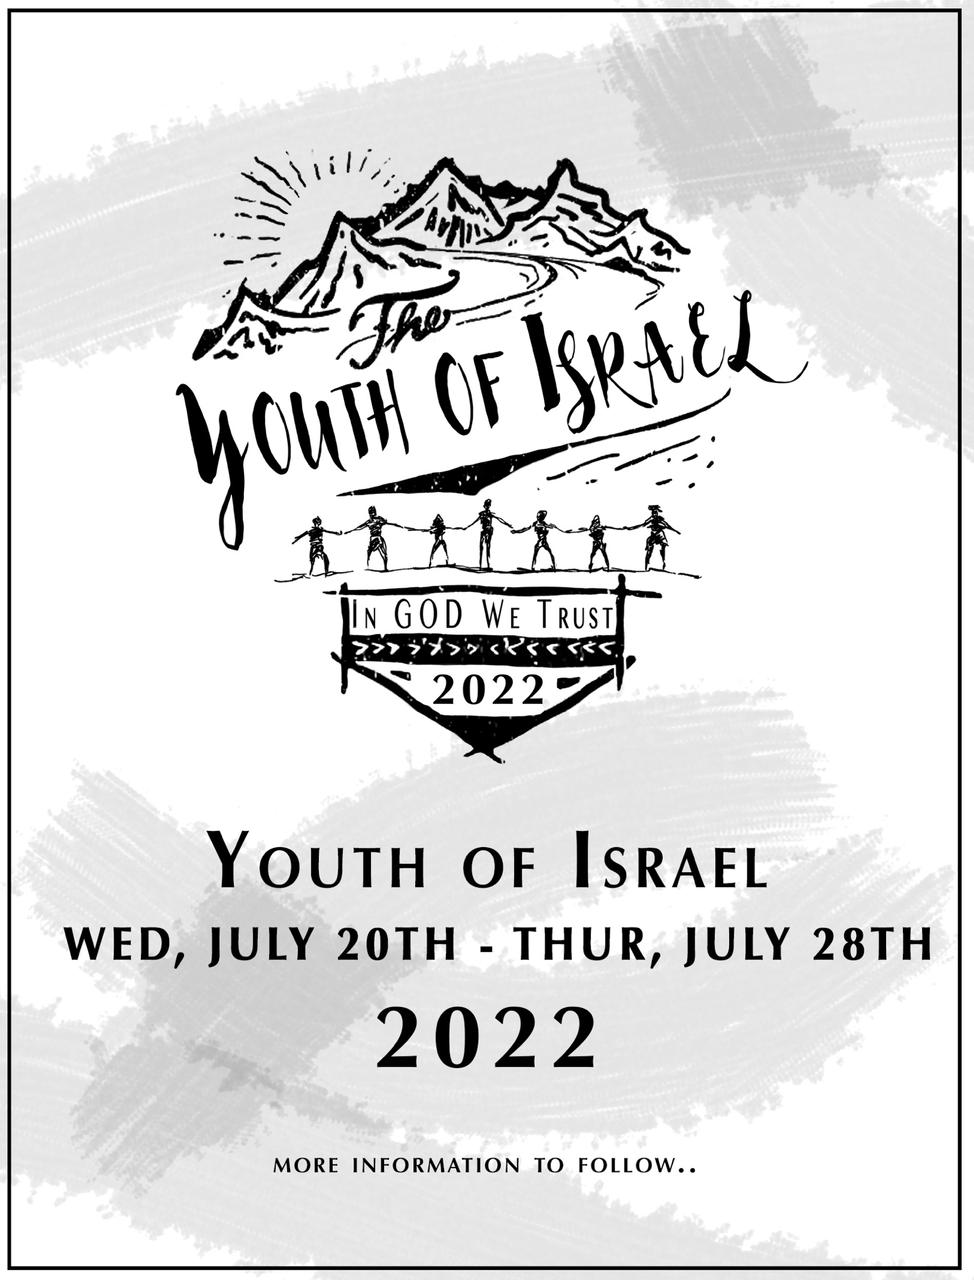 The
YOUTH OF ISRAEL
IN GOD WE TRUST
2022
YOUTH OF ISRAEL
WED, JULY 20TH - THUR, JULY 28TH
2022
MORE INFORMATION TO FOLLOW..